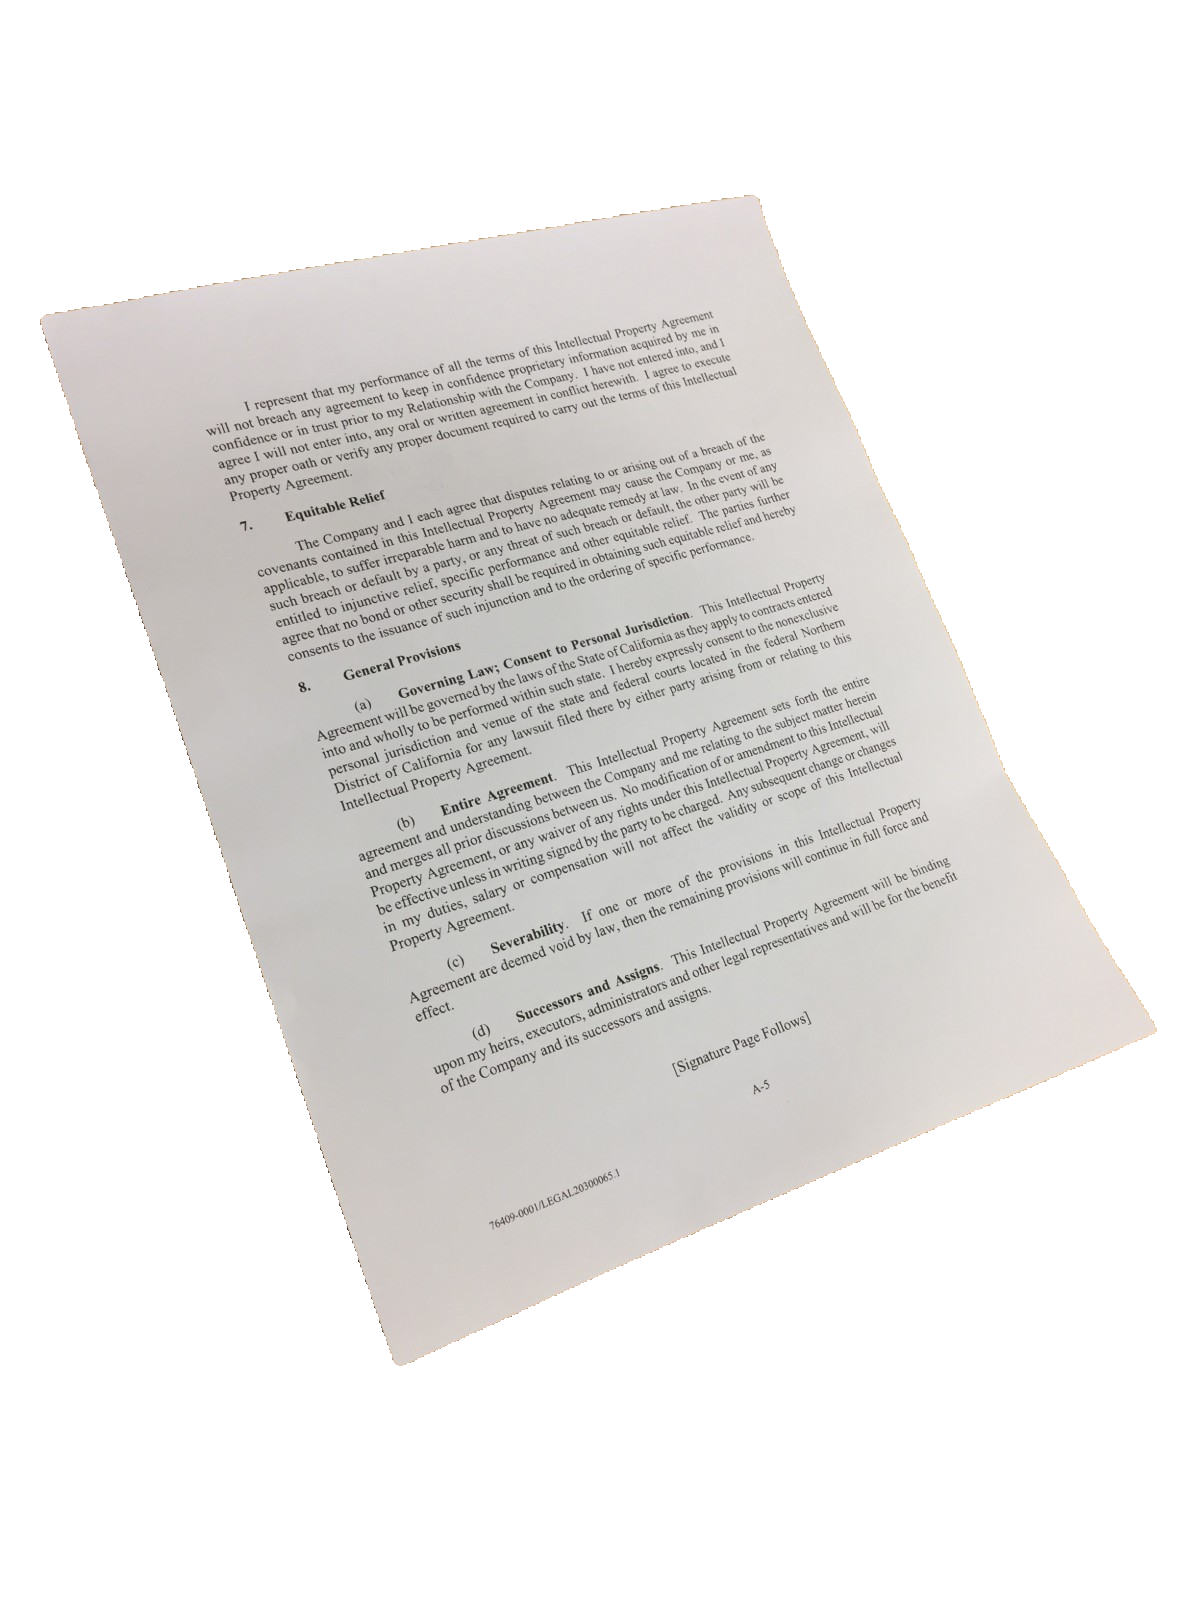 I represent that my performance of all the terms of this Intellectual Property Agreement
will not breach any agreement to keep in confidence proprietary information acquired by me in
confidence or in trust prior to my Relationship with the Company. I have not entered into, and I
agree I will not enter into, any oral or written agreement in conflict herewith. I agree to execute
any proper oath or verify any proper document required to carry out the terms of this Intellectual
Property Agreement.
7. Equitable Relief
The Company and I each agree that disputes relating to or arising out of a breach of the
covenants contained in this Intellectual Property Agreement may cause the Company or me, as
applicable, to suffer irreparable harm and to have no adequate remedy at law. In the event of any
such breach or default by a party, or any threat of such breach or default, the other party will be
entitled to injunctive relief, specific performance and other equitable relief. The parties further
agree that no bond or other security shall be required in obtaining such equitable relief and hereby
consents to the issuance of such injunction and to the ordering of specific performance.
8. General Provisions
(a) Governing Law; Consent to Personal Jurisdiction. This Intellectual Property
Agreement will be governed by the laws of the State of California as they apply to contracts entered
into and wholly to be performed within such state. I hereby expressly consent to the nonexclusive
personal jurisdiction and venue of the state and federal courts located in the federal Northern
District of California for any lawsuit filed there by either party arising from or relating to this
Intellectual Property Agreement.
(b) Entire Agreement. This Intellectual Property Agreement sets forth the entire
agreement and understanding between the Company and me relating to the subject matter herein
and merges all prior discussions between us. No modification of or amendment to this Intellectual
Property Agreement, or any waiver of any rights under this Intellectual Property Agreement, will
be effective unless in writing signed by the party to be charged. Any subsequent change or changes
in my duties, salary or compensation will not affect the validity or scope of this Intellectual
Property Agreement.
(c) Severability. If one or more of the provisions in this Intellectual Property
Agreement are deemed void by law, then the remaining provisions will continue in full force and
effect.
(d) Successors and Assigns. This Intellectual Property Agreement will be binding
upon my heirs, executors, administrators and other legal representatives and will be for the benefit
of the Company and its successors and assigns.
[Signature Page Follows]
A-5
76409-0001/LEGAL20300065.1